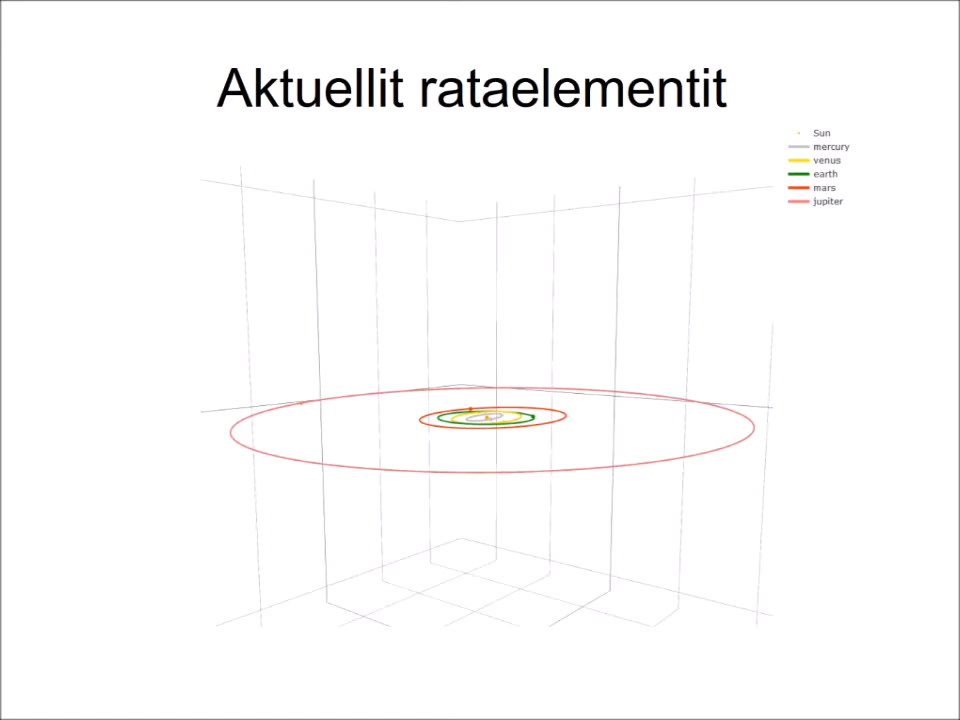 Aktuellit rataelementit
Sun
mercury
venus
earth
mars
jupiter